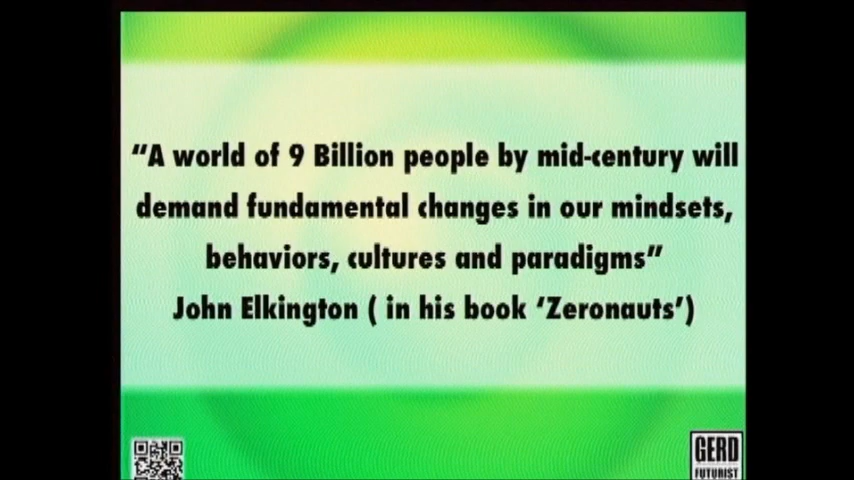 “A world of 9 Billion people by mid-century will
demand fundamental changes in our mindsets,
behaviors, cultures and paradigms”
John Elkington ( in his book ‘Zeronauts’)
GERD
FUTURIST